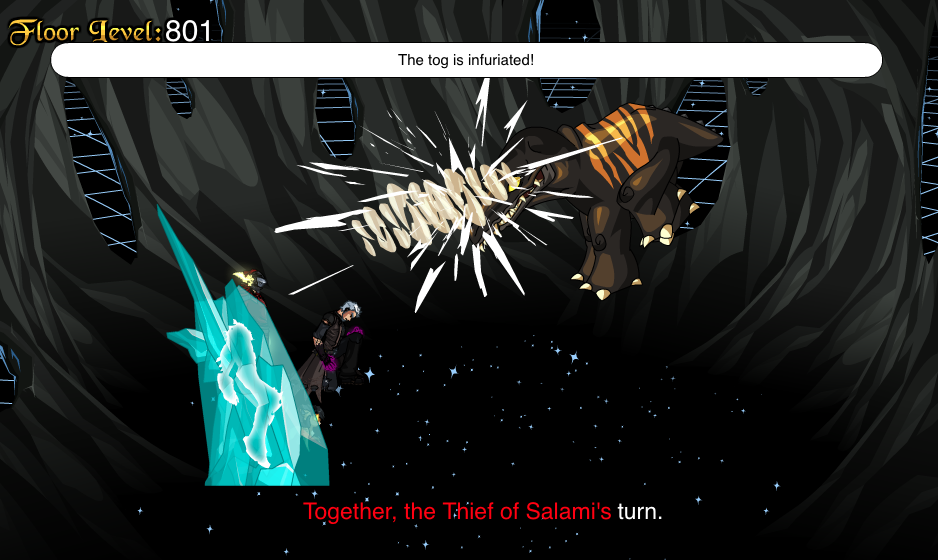 Floor Level: 801
The tog is infuriated!
Together, the Thief of Salami's turn.